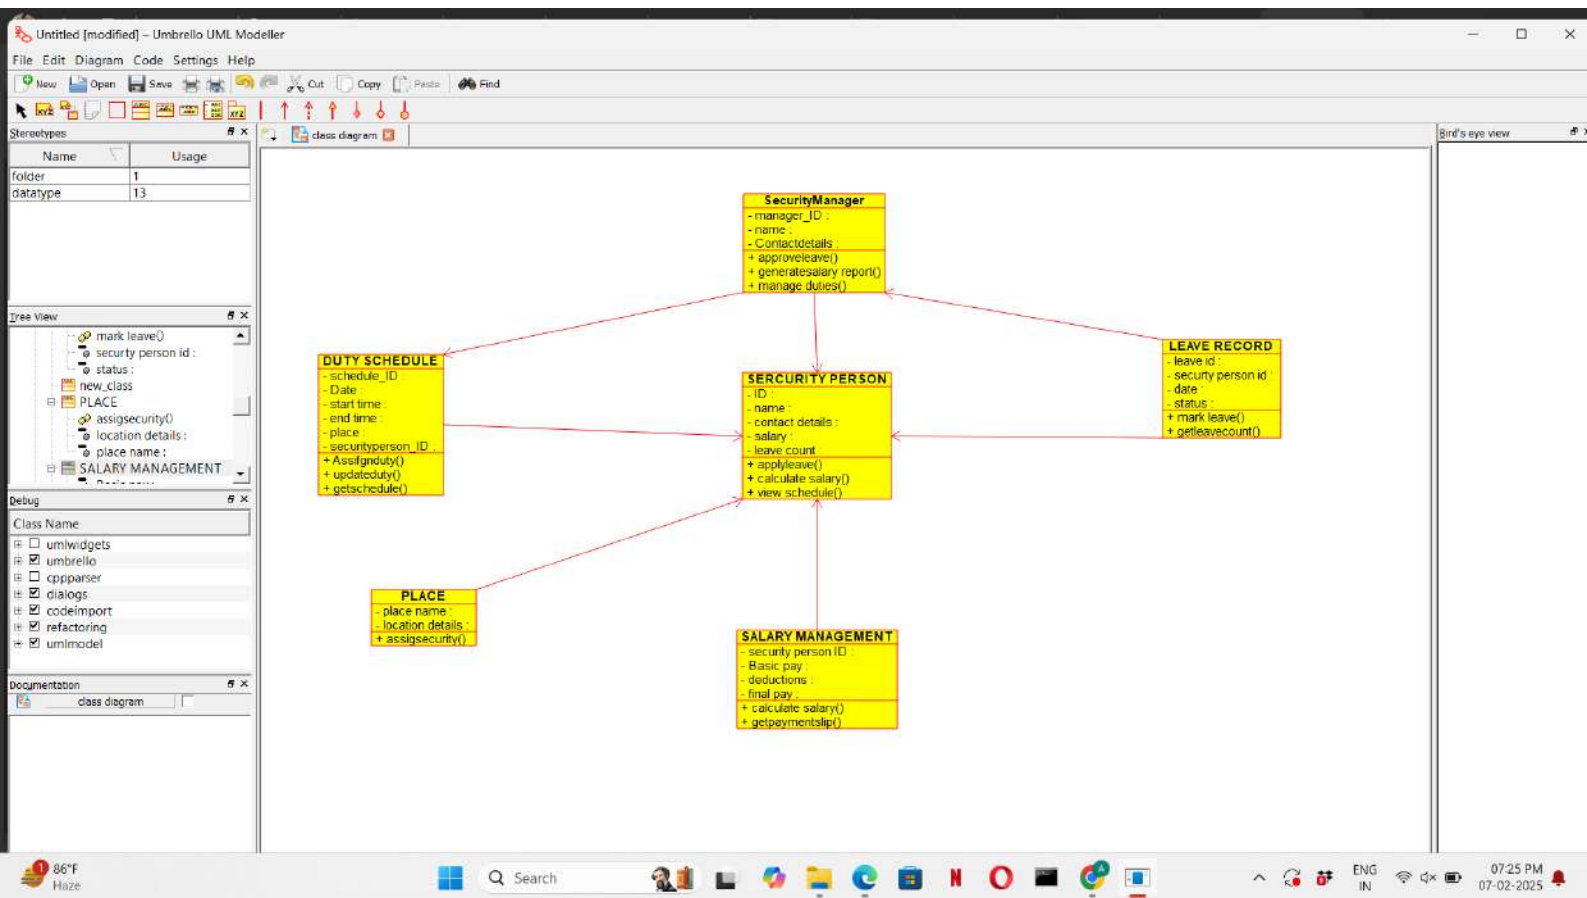 Untitled [modified] – Umbrello UML Modeller
File Edit Diagram Code Settings Help
New Open Save Cut Copy Paste Find
Stereotypes
class diagram
Bird's eye view
Name Usage
folder 1
datatype 13
SecurityManager
- manager_ID :
- name :
- Contactdetails :
+ approveleave()
+ generatesalary report()
+ manage duties()
Tree View
mark leave()
securty person id :
status :
new_class
PLACE
assigsecurity()
location details :
place name :
SALARY MANAGEMENT
DUTY SCHEDULE
- schedule_ID :
- Date :
- start time :
- end time :
- place :
- securityperson_ID :
+ Assifgnduty()
+ updateduty()
+ getschedule()
SERCURITY PERSON
- ID :
- name :
- contact details :
- salary :
- leave count :
+ applyleave()
+ calculate salary()
+ view schedule()
LEAVE RECORD
- leave id :
- securty person id :
- date :
- status :
+ mark leave()
+ getleavecount()
Debug
Class Name
umlwidgets
umbrello
cppparser
dialogs
codeimport
refactoring
umlmodel
PLACE
- place name :
- location details :
+ assigsecurity()
SALARY MANAGEMENT
- security person ID :
- Basic pay :
- deductions :
- final pay :
+ calculate salary()
+ getpaymentslip()
Documentation
class diagram
1
86°F
Haze
Search
ENG
IN
07:25 PM
07-02-2025